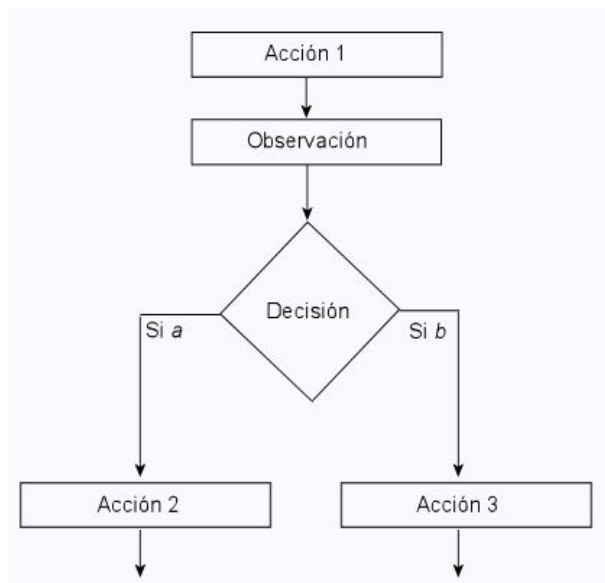 Acción 1
Observación
Decisión
Si a
Si b
Acción 2
Acción 3